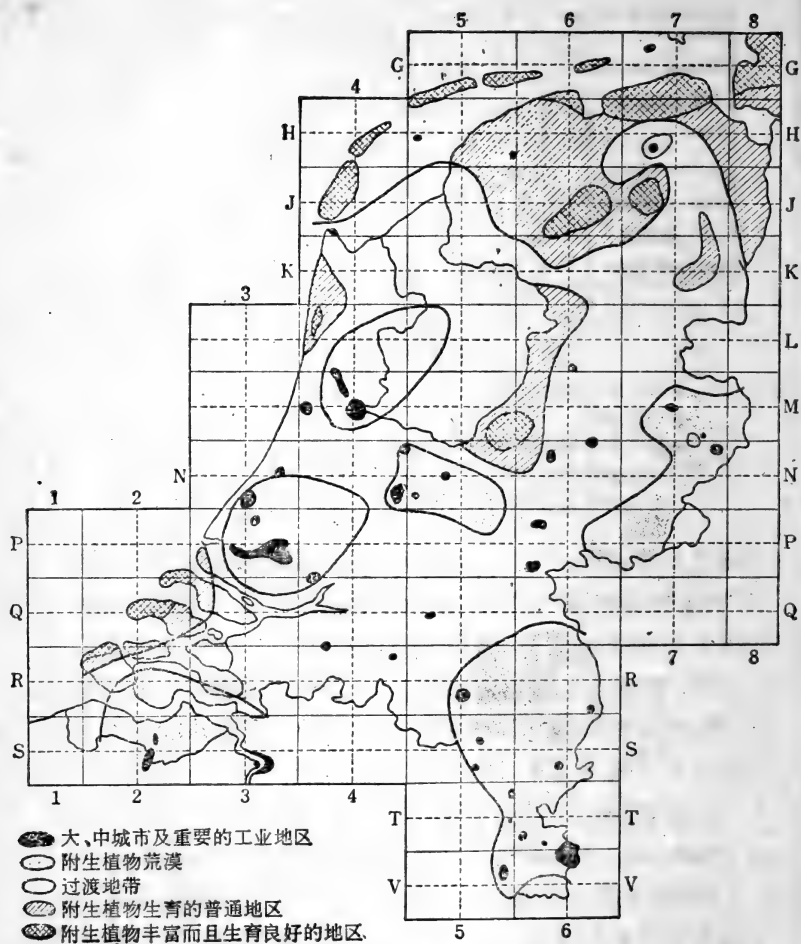 5 6 7 8
G G
4
H H
J J
K K
3
L L
M M
N N
1 2
P P
Q Q
7 8
R R
S S
1 2 3 4
T T
V V
5 6
大、中城市及重要的工业地区
附生植物荒漠
过渡地带
附生植物生育的普通地区
附生植物丰富而且生育良好的地区